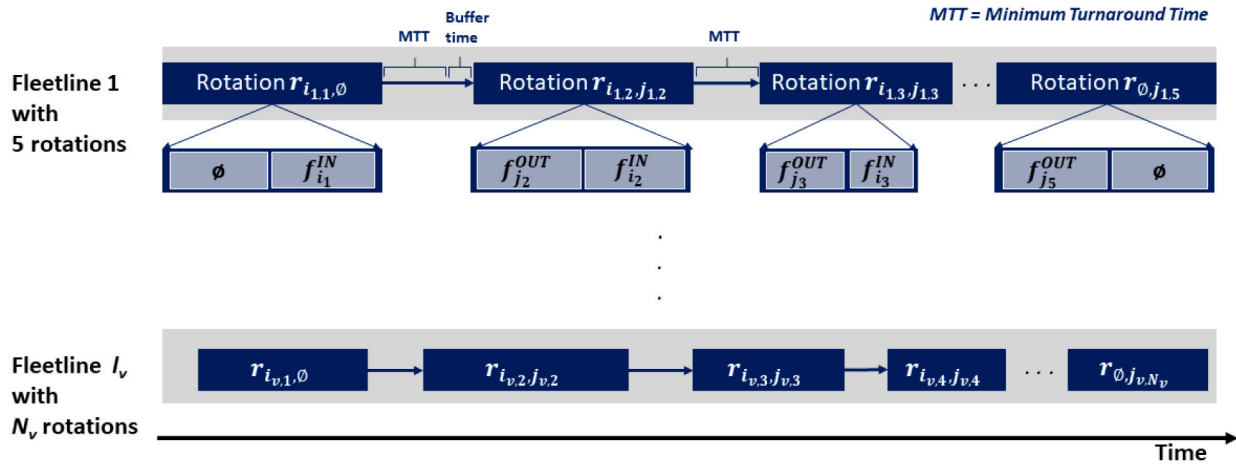 MTT = Minimum Turnaround Time
Buffer
MTT time MTT
Fleetline 1
with
5 rotations
Rotation r_{i_{1,1},∅} Rotation r_{i_{1,2},j_{1,2}} Rotation r_{i_{1,3},j_{1,3}} . . . Rotation r_{∅,j_{1,5}}
∅ f_{i_1}^{IN} f_{j_2}^{OUT} f_{i_2}^{IN} f_{j_3}^{OUT} f_{i_3}^{IN} f_{j_5}^{OUT} ∅
.
.
.
Fleetline l_v
with
N_v rotations
r_{i_{v,1},∅} r_{i_{v,2},j_{v,2}} r_{i_{v,3},j_{v,3}} r_{i_{v,4},j_{v,4}} . . . r_{∅,j_{v,N_v}}
Time